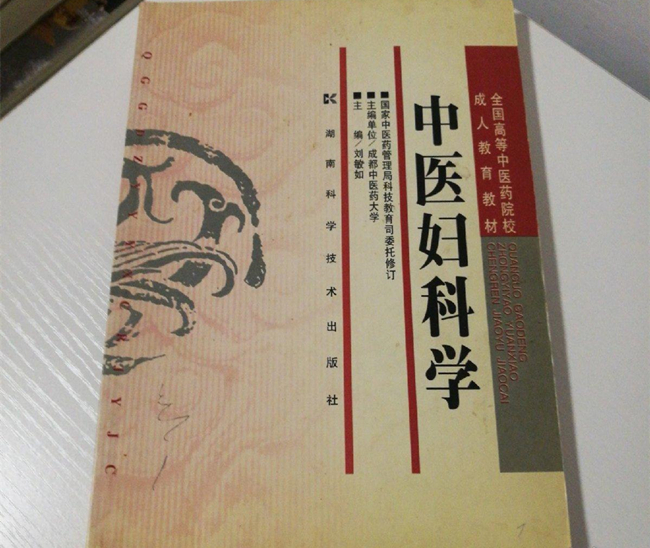 全国高等中医药院校
成人教育教材
QUANGUO GAODENG
ZHONGYIYAO YUANXIAO
CHENGREN JIAOYU JIAOCAI
中医妇科学
■国家中医药管理局科技教育司委托修订
■主编单位/成都中医药大学
■主 编/刘敏如
湖南科学技术出版社